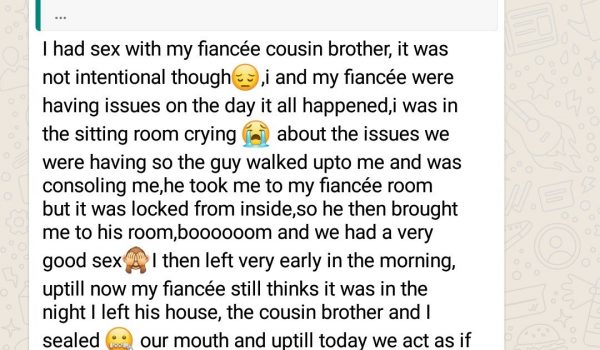 ...
I had sex with my fiancée cousin brother, it was
not intentional though😔,i and my fiancée were
having issues on the day it all happened,i was in
the sitting room crying 😭 about the issues we
were having so the guy walked upto me and was
consoling me,he took me to my fiancée room
but it was locked from inside,so he then brought
me to his room,boooooom and we had a very
good sex🙈I then left very early in the morning,
uptill now my fiancée still thinks it was in the
night I left his house, the cousin brother and I
sealed 🤐 our mouth and uptill today we act as if